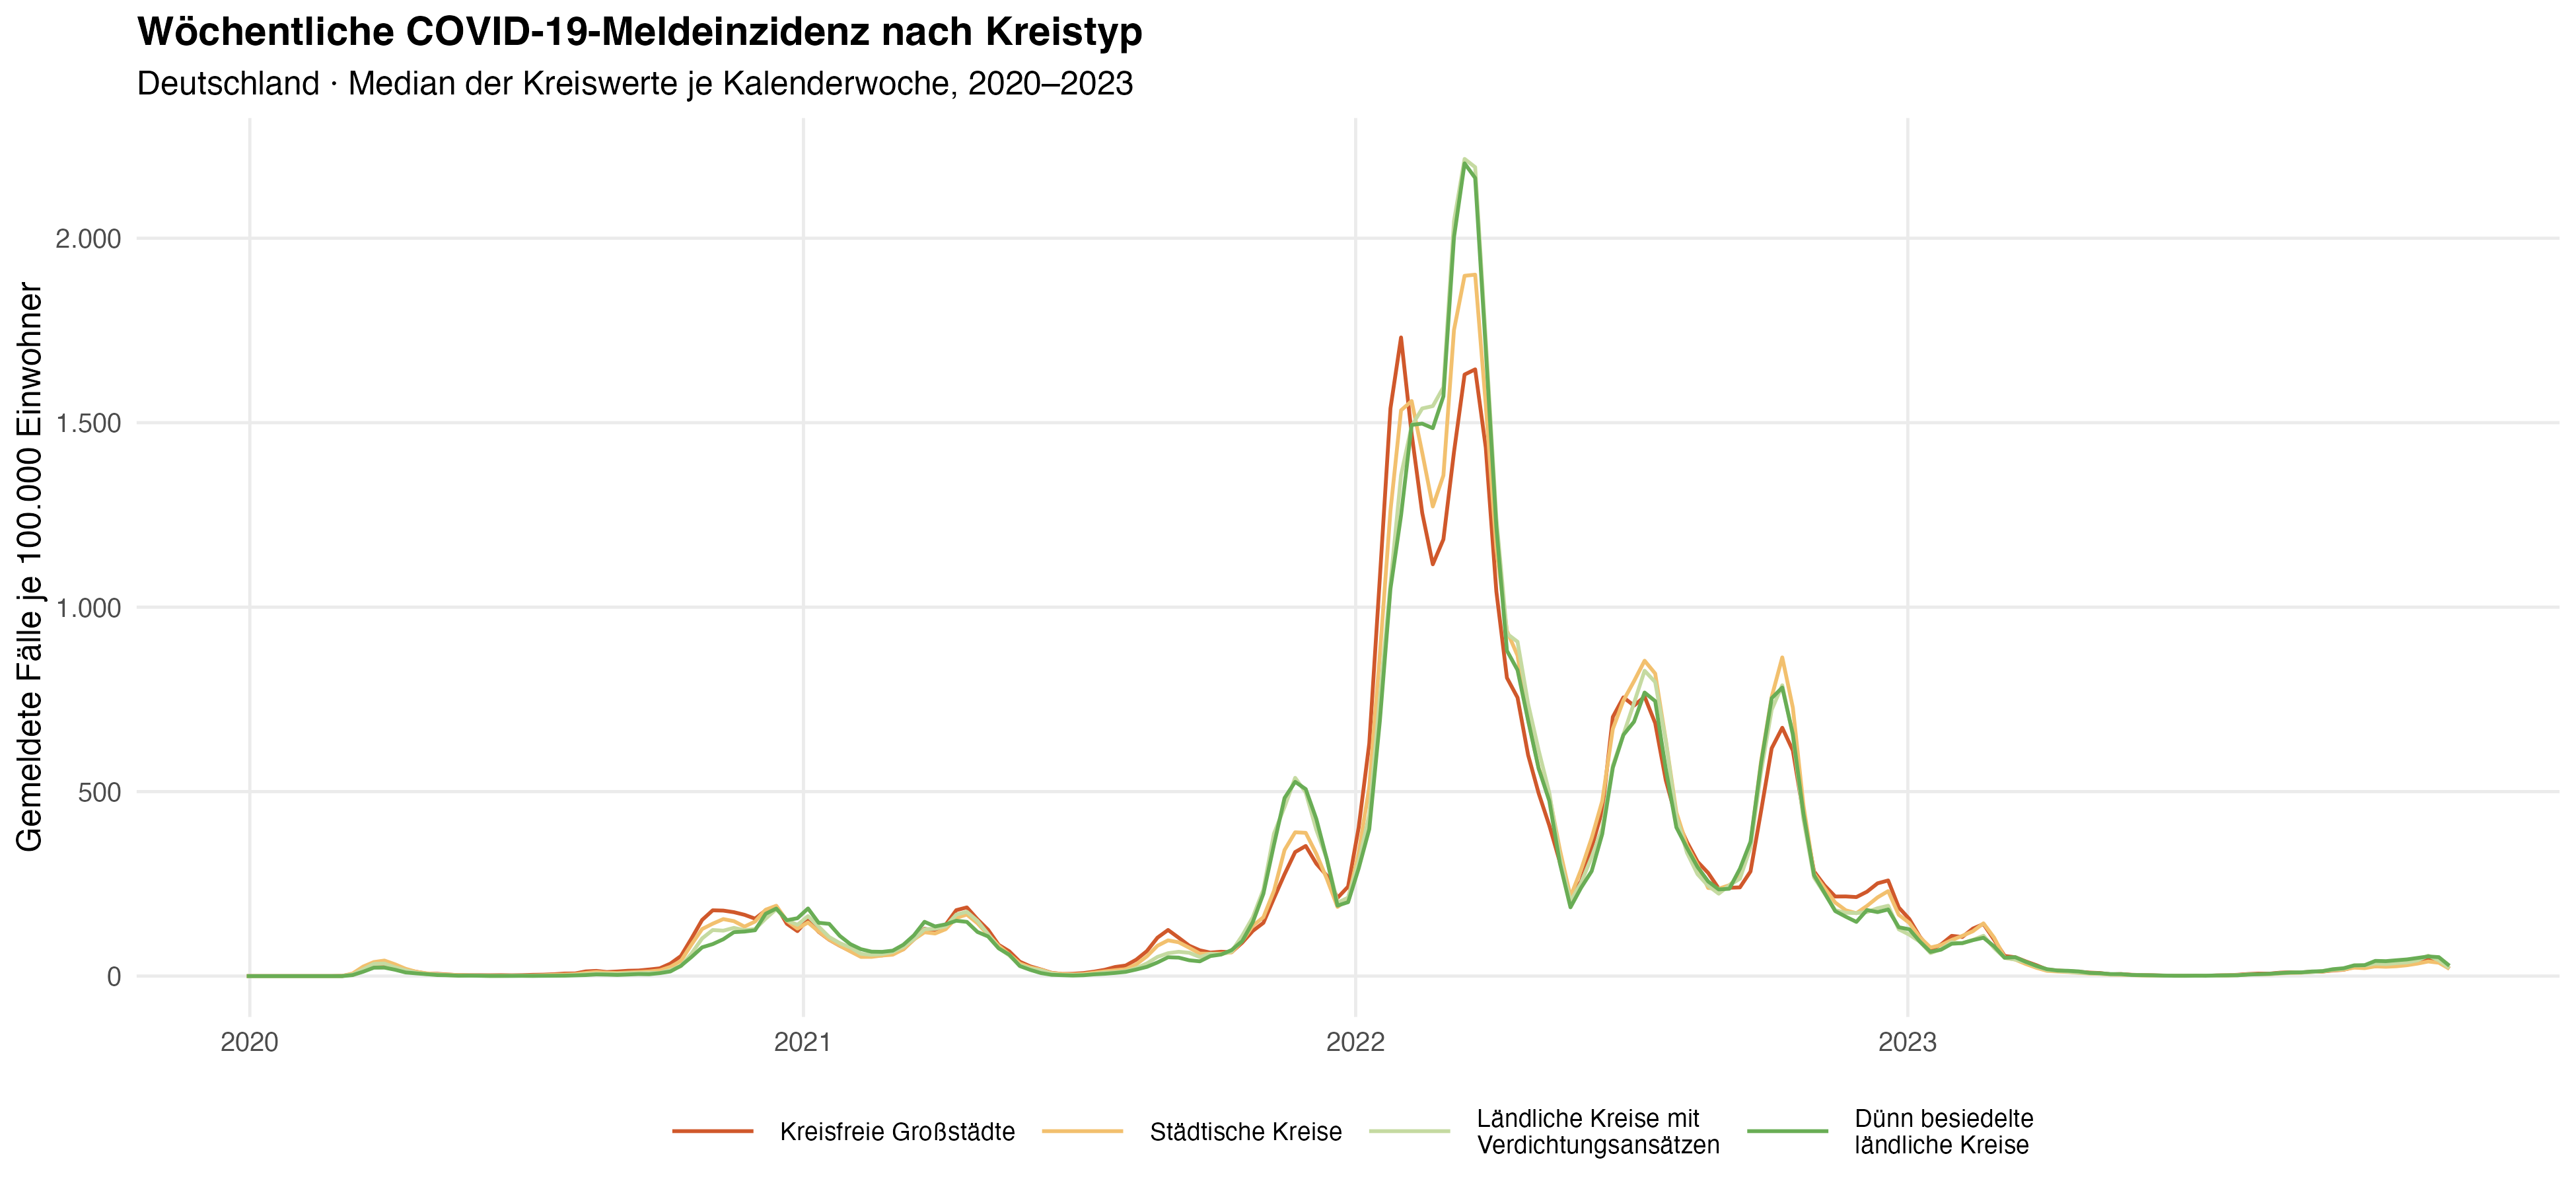 Wöchentliche COVID-19-Meldeinzidenz nach Kreistyp
Deutschland · Median der Kreiswerte je Kalenderwoche, 2020–2023
Gemeldete Fälle je 100.000 Einwohner
2.000
1.500
1.000
500
0
2020
2021
2022
2023
Kreisfreie Großstädte
Städtische Kreise
Ländliche Kreise mit
Verdichtungsansätzen
Dünn besiedelte
ländliche Kreise